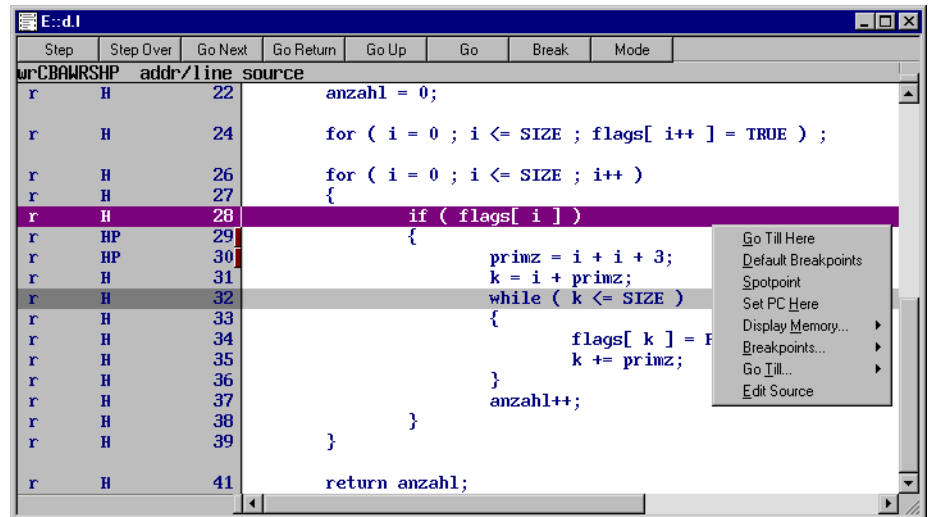 E::d.l
Step Step Over Go Next Go Return Go Up Go Break Mode
wrCBAWRSHP addr/line source
r H 22 anzahl = 0;
r H 24 for ( i = 0 ; i <= SIZE ; flags[ i++ ] = TRUE ) ;
r H 26 for ( i = 0 ; i <= SIZE ; i++ )
r H 27 {
r H 28 if ( flags[ i ] )
r HP 29 {
r HP 30 primz = i + i + 3;
r H 31 k = i + primz;
r H 32 while ( k <= SIZE )
r H 33 {
r H 34 flags[ k ] =
r H 35 k += primz;
r H 36 }
r H 37 anzahl++;
r H 38 }
r H 39 }
r H 41 return anzahl;
Go Till Here
Default Breakpoints
Spotpoint
Set PC Here
Display Memory...
Breakpoints...
Go Till...
Edit Source